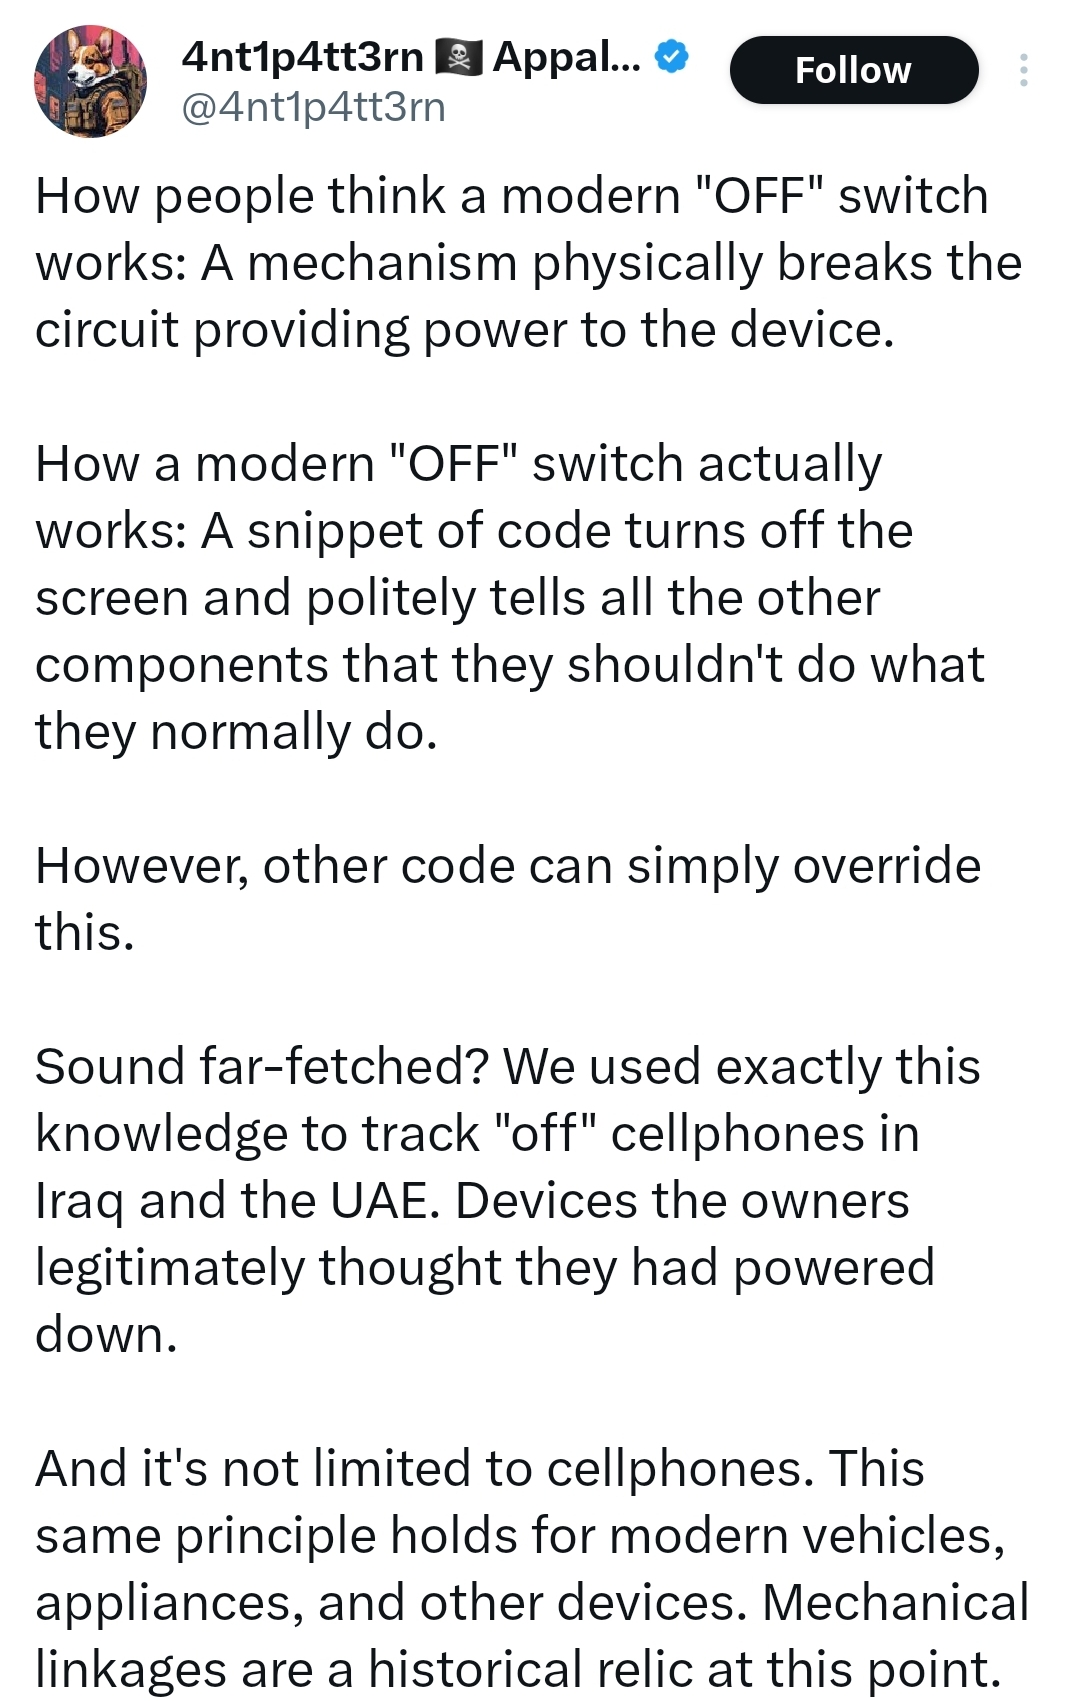 4nt1p4tt3rn 🏴‍☠️ Appal...
Follow
@4nt1p4tt3rn
How people think a modern "OFF" switch
works: A mechanism physically breaks the
circuit providing power to the device.
How a modern "OFF" switch actually
works: A snippet of code turns off the
screen and politely tells all the other
components that they shouldn't do what
they normally do.
However, other code can simply override
this.
Sound far-fetched? We used exactly this
knowledge to track "off" cellphones in
Iraq and the UAE. Devices the owners
legitimately thought they had powered
down.
And it's not limited to cellphones. This
same principle holds for modern vehicles,
appliances, and other devices. Mechanical
linkages are a historical relic at this point.